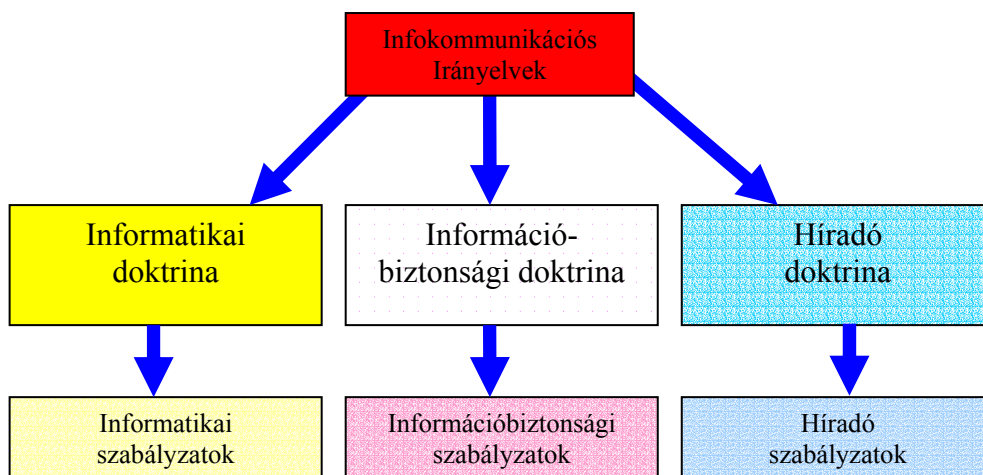 Infokommunikációs
Irányelvek
Informatikai
doktrina
Információ-
biztonsági doktrina
Híradó
doktrina
Informatikai
szabályzatok
Információbiztonsági
szabályzatok
Híradó
szabályzatok